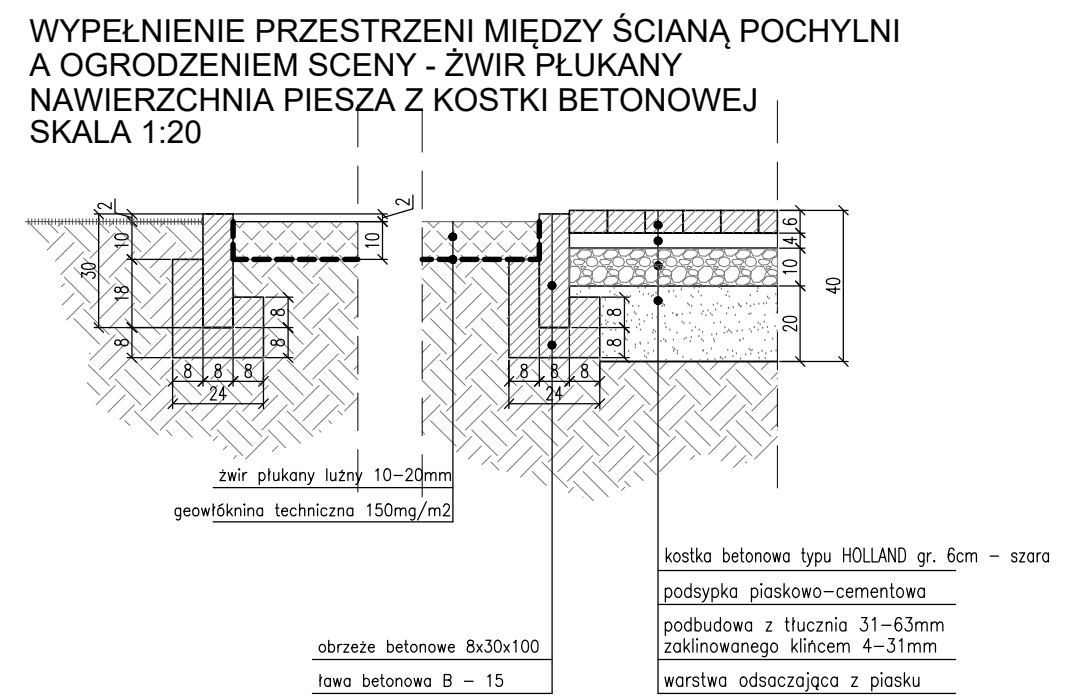 WYPEŁNIENIE PRZESTRZENI MIĘDZY ŚCIANĄ POCHYLNI
A OGRODZENIEM SCENY - ŻWIR PŁUKANY
NAWIERZCHNIA PIESZA Z KOSTKI BETONOWEJ
SKALA 1:20
2
10
30
18
8
8
8
8
8
8
24
2
10
8
8
8
8
8
24
6
4
10
20
40
żwir płukany luźny 10-20mm
geowłóknina techniczna 150mg/m2
kostka betonowa typu HOLLAND gr. 6cm - szara
podsypka piaskowo-cementowa
podbudowa z tłucznia 31-63mm
zaklinowanego klińcem 4-31mm
warstwa odsaczająca z piasku
obrzeże betonowe 8x30x100
ława betonowa B - 15